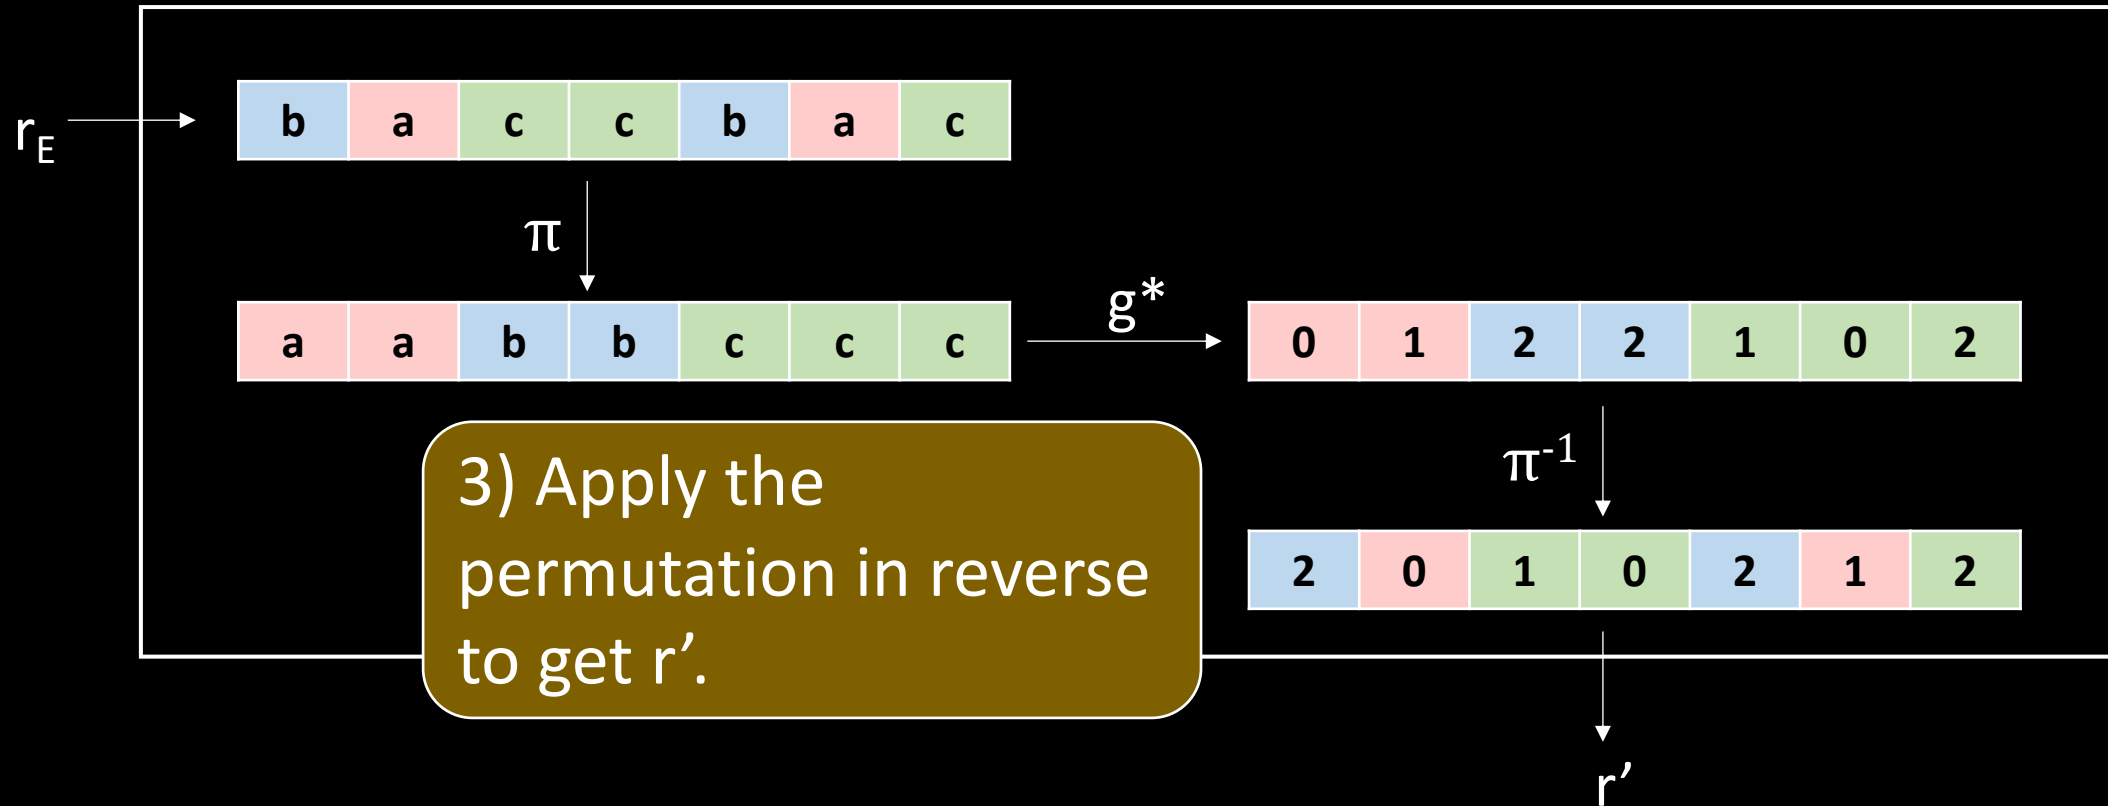 r_E
b a c c b a c
π
a a b b c c c
g*
0 1 2 2 1 0 2
π⁻¹
2 0 1 0 2 1 2
3) Apply the
permutation in reverse
to get r’.
r’